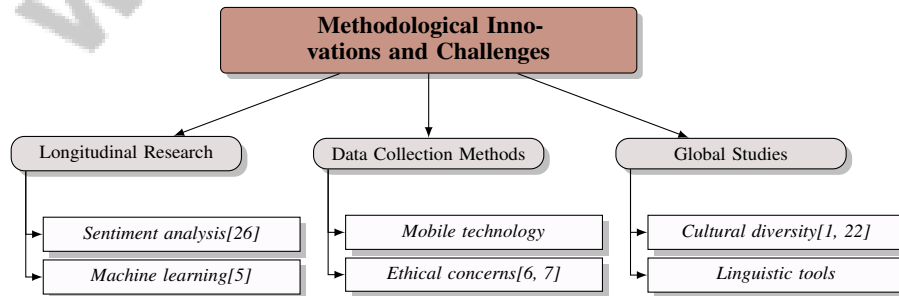 Methodological Inno-
vations and Challenges
Longitudinal Research
Data Collection Methods
Global Studies
Sentiment analysis[26]
Mobile technology
Cultural diversity[1, 22]
Machine learning[5]
Ethical concerns[6, 7]
Linguistic tools